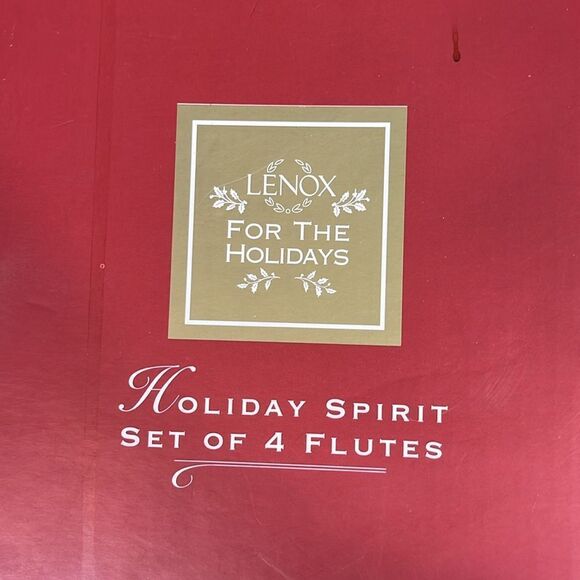 LENOX
FOR THE
HOLIDAYS
HOLIDAY SPIRIT
SET OF 4 FLUTES